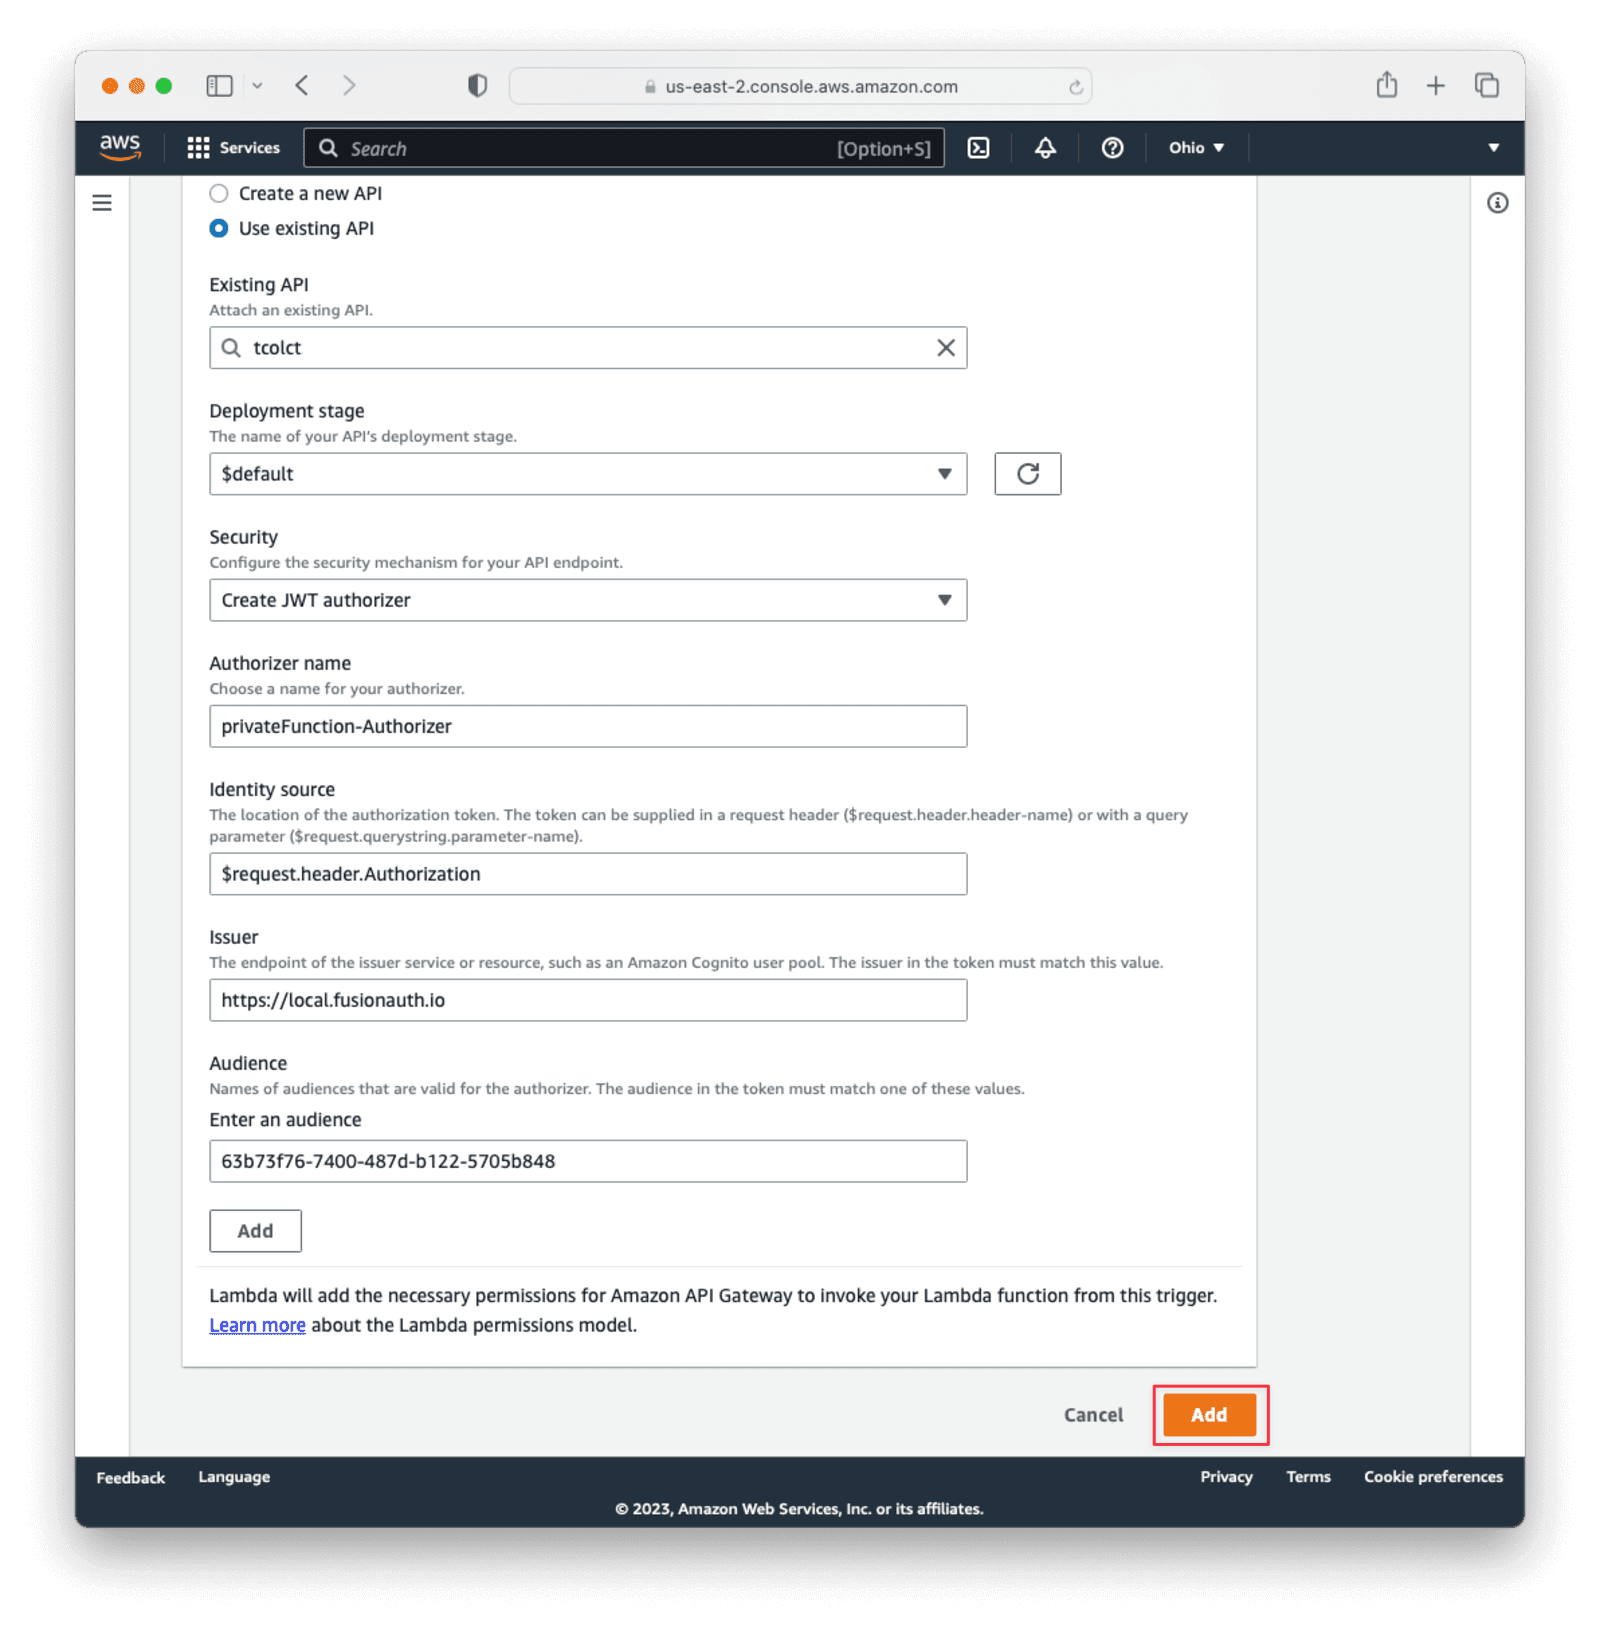 us-east-2.console.aws.amazon.com
aws
Services
Search
[Option+S]
Ohio
Create a new API
Use existing API
Existing API
Attach an existing API.
tcolct
Deployment stage
The name of your API's deployment stage.
$default
Security
Configure the security mechanism for your API endpoint.
Create JWT authorizer
Authorizer name
Choose a name for your authorizer.
privateFunction-Authorizer
Identity source
The location of the authorization token. The token can be supplied in a request header ($request.header.header-name) or with a query
parameter ($request.querystring.parameter-name).
$request.header.Authorization
Issuer
The endpoint of the issuer service or resource, such as an Amazon Cognito user pool. The issuer in the token must match this value.
https://local.fusionauth.io
Audience
Names of audiences that are valid for the authorizer. The audience in the token must match one of these values.
Enter an audience
63b73f76-7400-487d-b122-5705b848
Add
Lambda will add the necessary permissions for Amazon API Gateway to invoke your Lambda function from this trigger.
Learn more about the Lambda permissions model.
Cancel
Add
Feedback
Language
Privacy
Terms
Cookie preferences
© 2023, Amazon Web Services, Inc. or its affiliates.